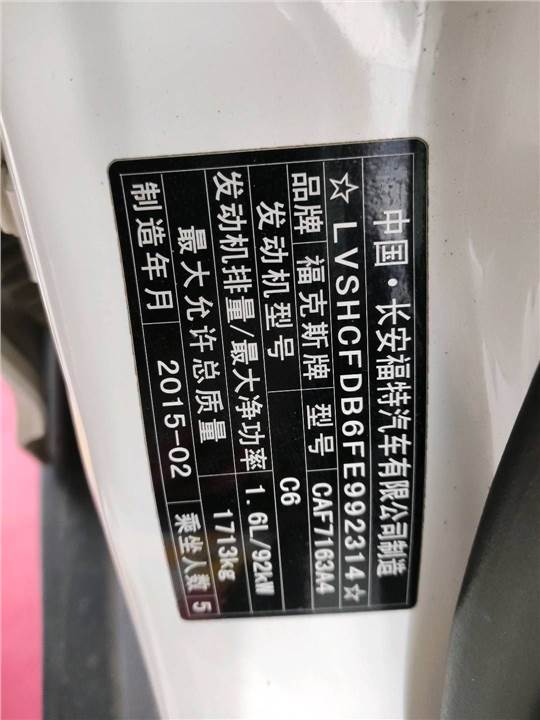 中国·长安福特汽车有限公司制造
☆LVSHCFDB6FE992314☆
品牌 福克斯牌 型号 CAF7163A4
发动机型号 C6
发动机排量/最大净功率 1.6L/92kW
最大允许总质量 1713kg
制造年月 2015-02 乘坐人数 5